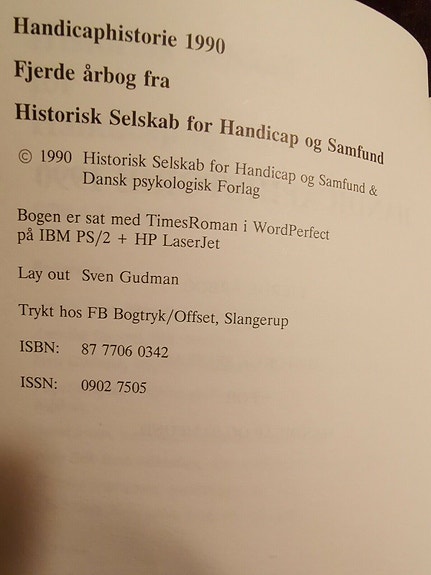 Handicaphistorie 1990
Fjerde årbog fra
Historisk Selskab for Handicap og Samfund
© 1990 Historisk Selskab for Handicap og Samfund &
Dansk psykologisk Forlag
Bogen er sat med TimesRoman i WordPerfect
på IBM PS/2 + HP LaserJet
Lay out Sven Gudman
Trykt hos FB Bogtryk/Offset, Slangerup
ISBN: 87 7706 0342
ISSN: 0902 7505